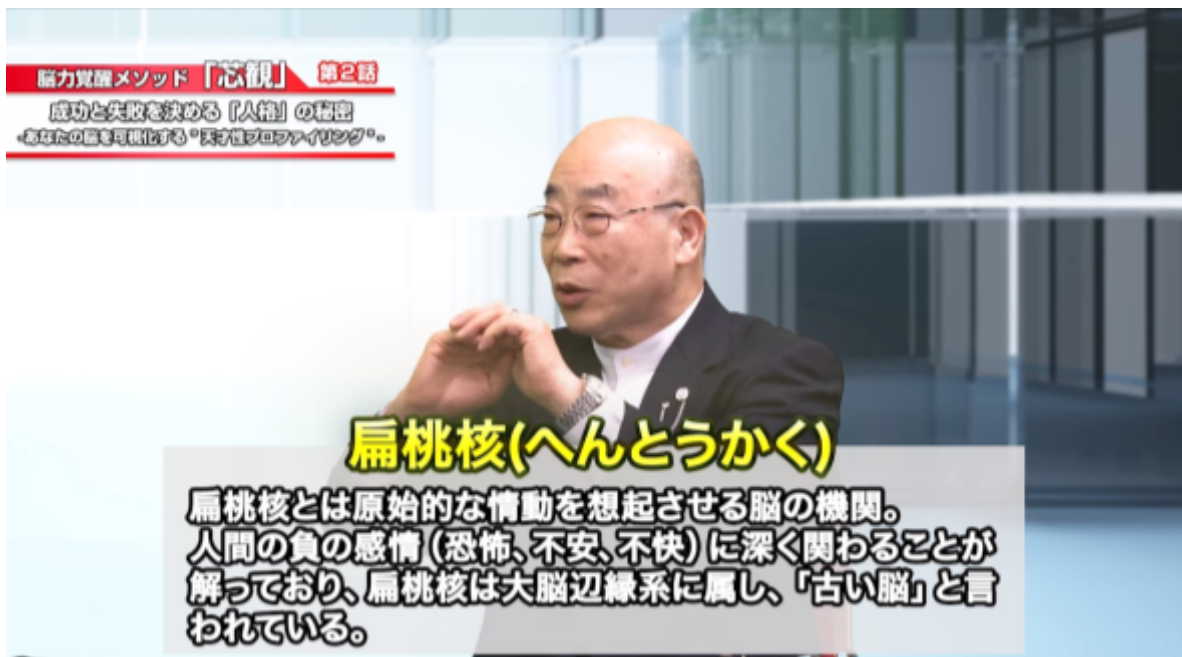 脳力覚醒メソッド「芯観」 第2話
成功と失敗を決める「人格」の秘密
-あなたの脳を可視化する"天才性プロファイリング"-
扁桃核(へんとうかく)
扁桃核とは原始的な情動を想起させる脳の機関。
人間の負の感情（恐怖、不安、不快）に深く関わることが
解っており、扁桃核は大脳辺縁系に属し、「古い脳」と言
われている。